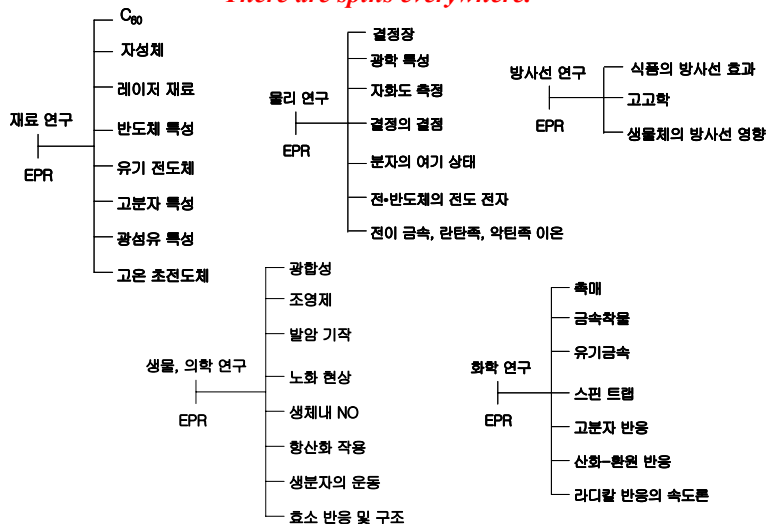 There are spins everywhere.
재료 연구
EPR
C60
자성체
레이저 재료
반도체 특성
유기 전도체
고분자 특성
광섬유 특성
고온 초전도체
물리 연구
EPR
결정장
광학 특성
자화도 측정
결정의 결정
분자의 여기 상태
전•반도체의 전도 전자
전이 금속, 란탄족, 악틴족 이온
방사선 연구
EPR
식품의 방사선 효과
고고학
생물체의 방사선 영향
생물, 의학 연구
EPR
광합성
조영제
발암 기작
노화 현상
생체내 NO
항산화 작용
생분자의 운동
효소 반응 및 구조
화학 연구
EPR
촉매
금속착물
유기금속
스핀 트랩
고분자 반응
산화-환원 반응
라디칼 반응의 속도론